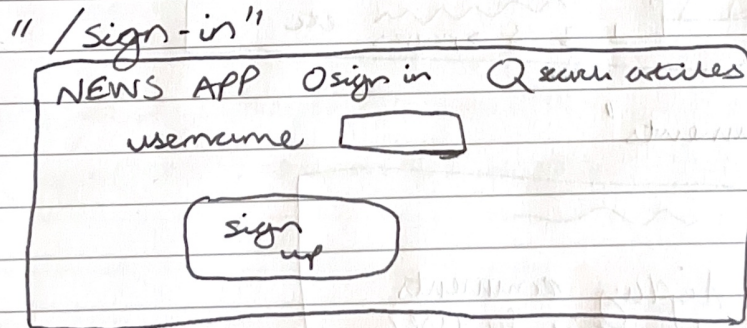 "/sign-in"
NEWS APP O sign in Q search articles
username
sign
up